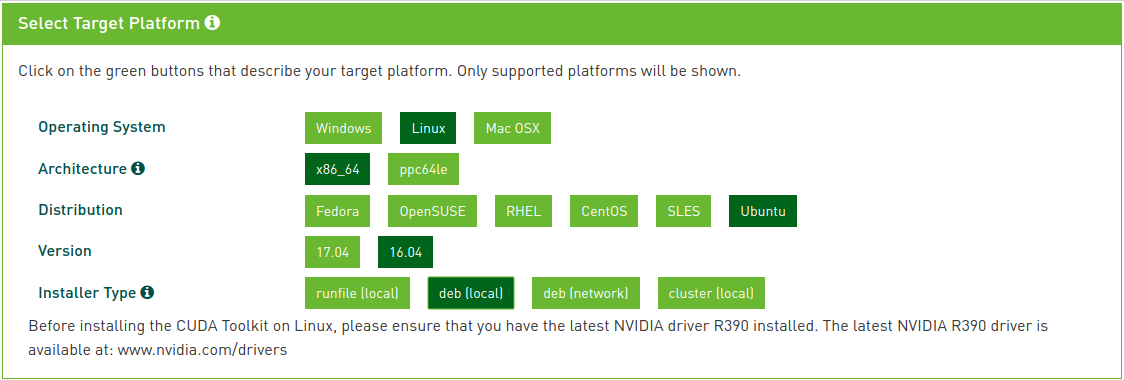 Select Target Platform
Click on the green buttons that describe your target platform. Only supported platforms will be shown.
Operating System Windows Linux Mac OSX
Architecture x86_64 ppc64le
Distribution Fedora OpenSUSE RHEL CentOS SLES Ubuntu
Version 17.04 16.04
Installer Type runfile (local) deb (local) deb (network) cluster (local)
Before installing the CUDA Toolkit on Linux, please ensure that you have the latest NVIDIA driver R390 installed. The latest NVIDIA R390 driver is
available at: www.nvidia.com/drivers